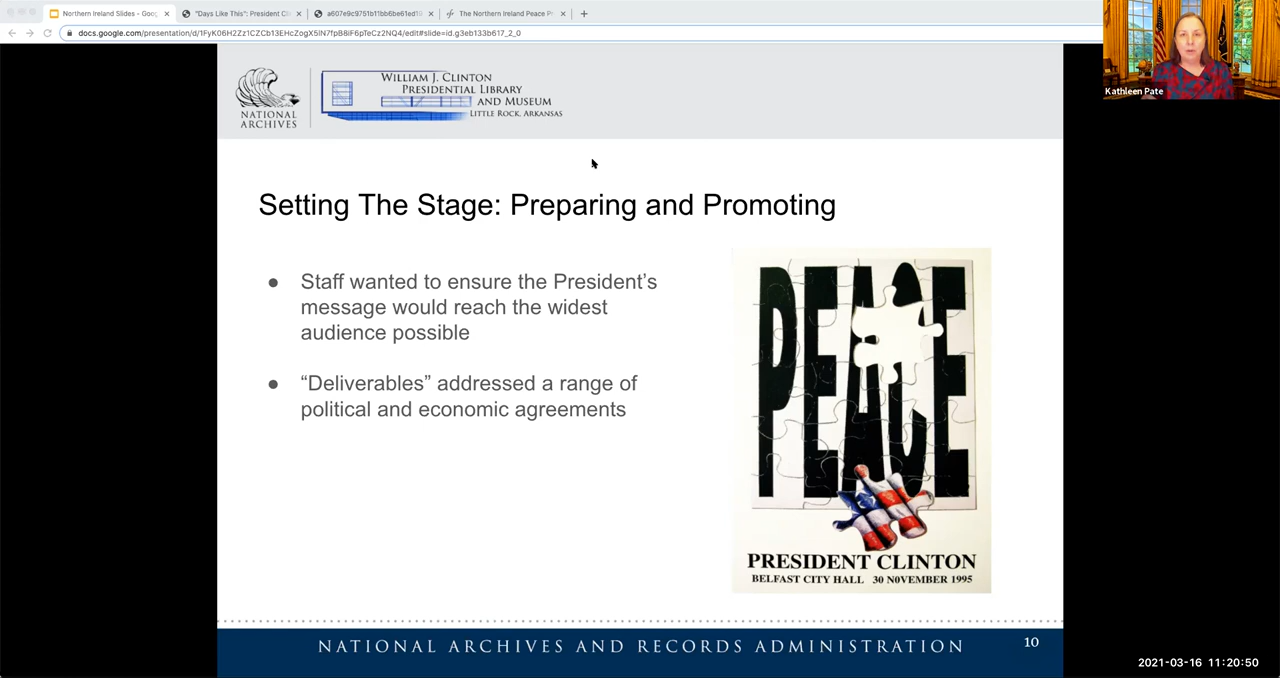 Northern Ireland Slides - Goog
"Days Like This": President Cli
a607e9c9751b11bb6be61ed1
The Northern Ireland Peace P
docs.google.com/presentation/d/1FyK06H2Zz1CZCb13EHcZogX5IN7fpB8iF6pTeCz2NQ4/edit#slide=id.g3eb133b617_2_0
Kathleen Pate
NATIONAL
ARCHIVES
WILLIAM J. CLINTON
PRESIDENTIAL LIBRARY
AND MUSEUM
LITTLE ROCK, ARKANSAS
Setting The Stage: Preparing and Promoting
● Staff wanted to ensure the President’s
message would reach the widest
audience possible
● “Deliverables” addressed a range of
political and economic agreements
PEACE
PRESIDENT CLINTON
BELFAST CITY HALL 30 NOVEMBER 1995
NATIONAL ARCHIVES AND RECORDS ADMINISTRATION
10
2021-03-16 11:20:50